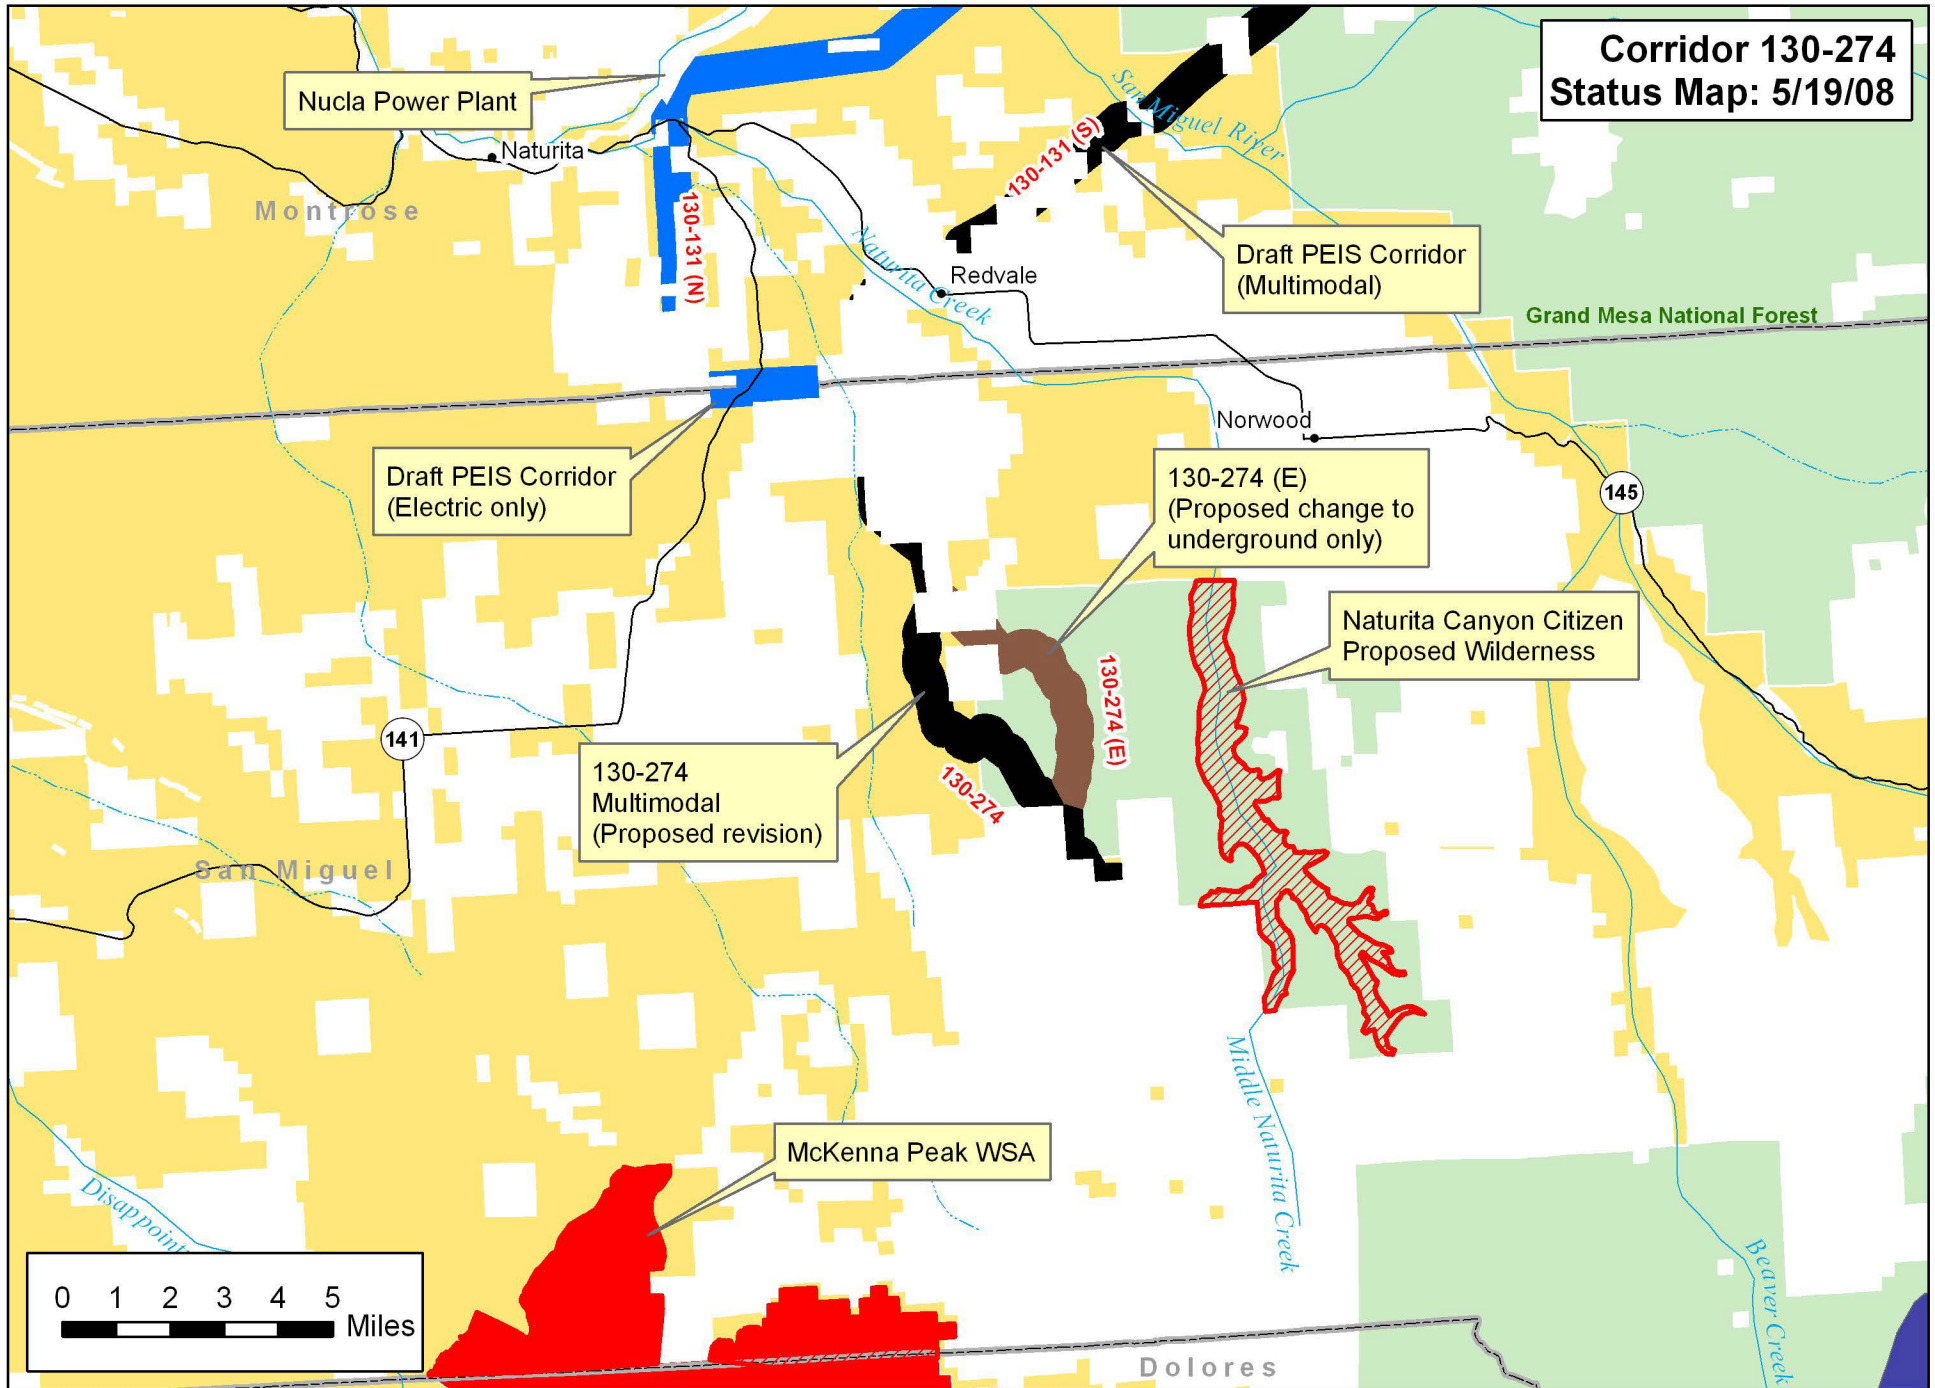 Corridor 130-274
Status Map: 5/19/08
Nucla Power Plant
Naturita
Montrose
130-131 (N)
130-131 (S)
San Miguel River
Naturita Creek
Redvale
Draft PEIS Corridor
(Multimodal)
Grand Mesa National Forest
Norwood
Draft PEIS Corridor
(Electric only)
130-274 (E)
(Proposed change to
underground only)
145
Naturita Canyon Citizen
Proposed Wilderness
130-274 (E)
141
130-274
Multimodal
(Proposed revision)
130-274
San Miguel
Middle Naturita Creek
McKenna Peak WSA
Disappoint
Beaver Creek
0 1 2 3 4 5
Miles
Dolores